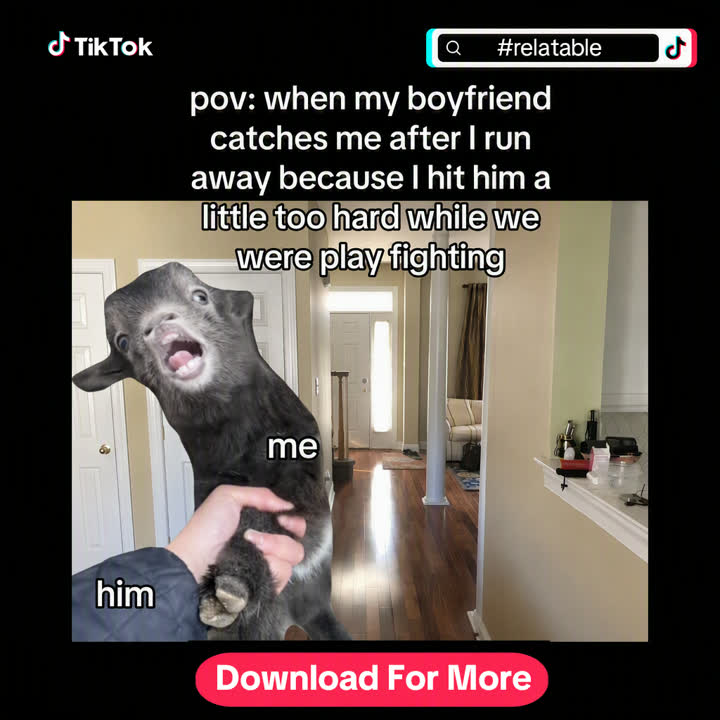 TikTok
#relatable
pov: when my boyfriend
catches me after I run
away because I hit him a
little too hard while we
were play fighting
me
him
Download For More